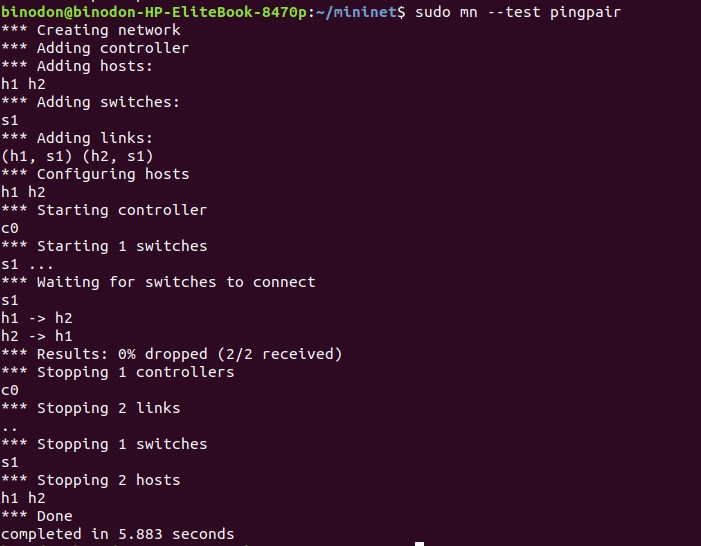 binodon@binodon-HP-EliteBook-8470p:~/mininet$ sudo mn --test pingpair
*** Creating network
*** Adding controller
*** Adding hosts:
h1 h2
*** Adding switches:
s1
*** Adding links:
(h1, s1) (h2, s1)
*** Configuring hosts
h1 h2
*** Starting controller
c0
*** Starting 1 switches
s1 ...
*** Waiting for switches to connect
s1
h1 -> h2
h2 -> h1
*** Results: 0% dropped (2/2 received)
*** Stopping 1 controllers
c0
*** Stopping 2 links
..
*** Stopping 1 switches
s1
*** Stopping 2 hosts
h1 h2
*** Done
completed in 5.883 seconds